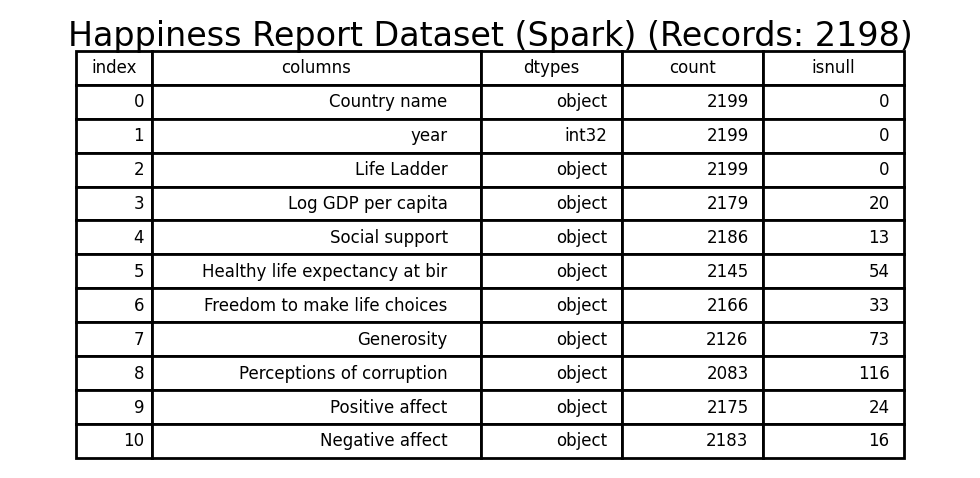 Happiness Report Dataset (Spark) (Records: 2198)
index columns dtypes count isnull
0 Country name object 2199 0
1 year int32 2199 0
2 Life Ladder object 2199 0
3 Log GDP per capita object 2179 20
4 Social support object 2186 13
5 Healthy life expectancy at bir object 2145 54
6 Freedom to make life choices object 2166 33
7 Generosity object 2126 73
8 Perceptions of corruption object 2083 116
9 Positive affect object 2175 24
10 Negative affect object 2183 16